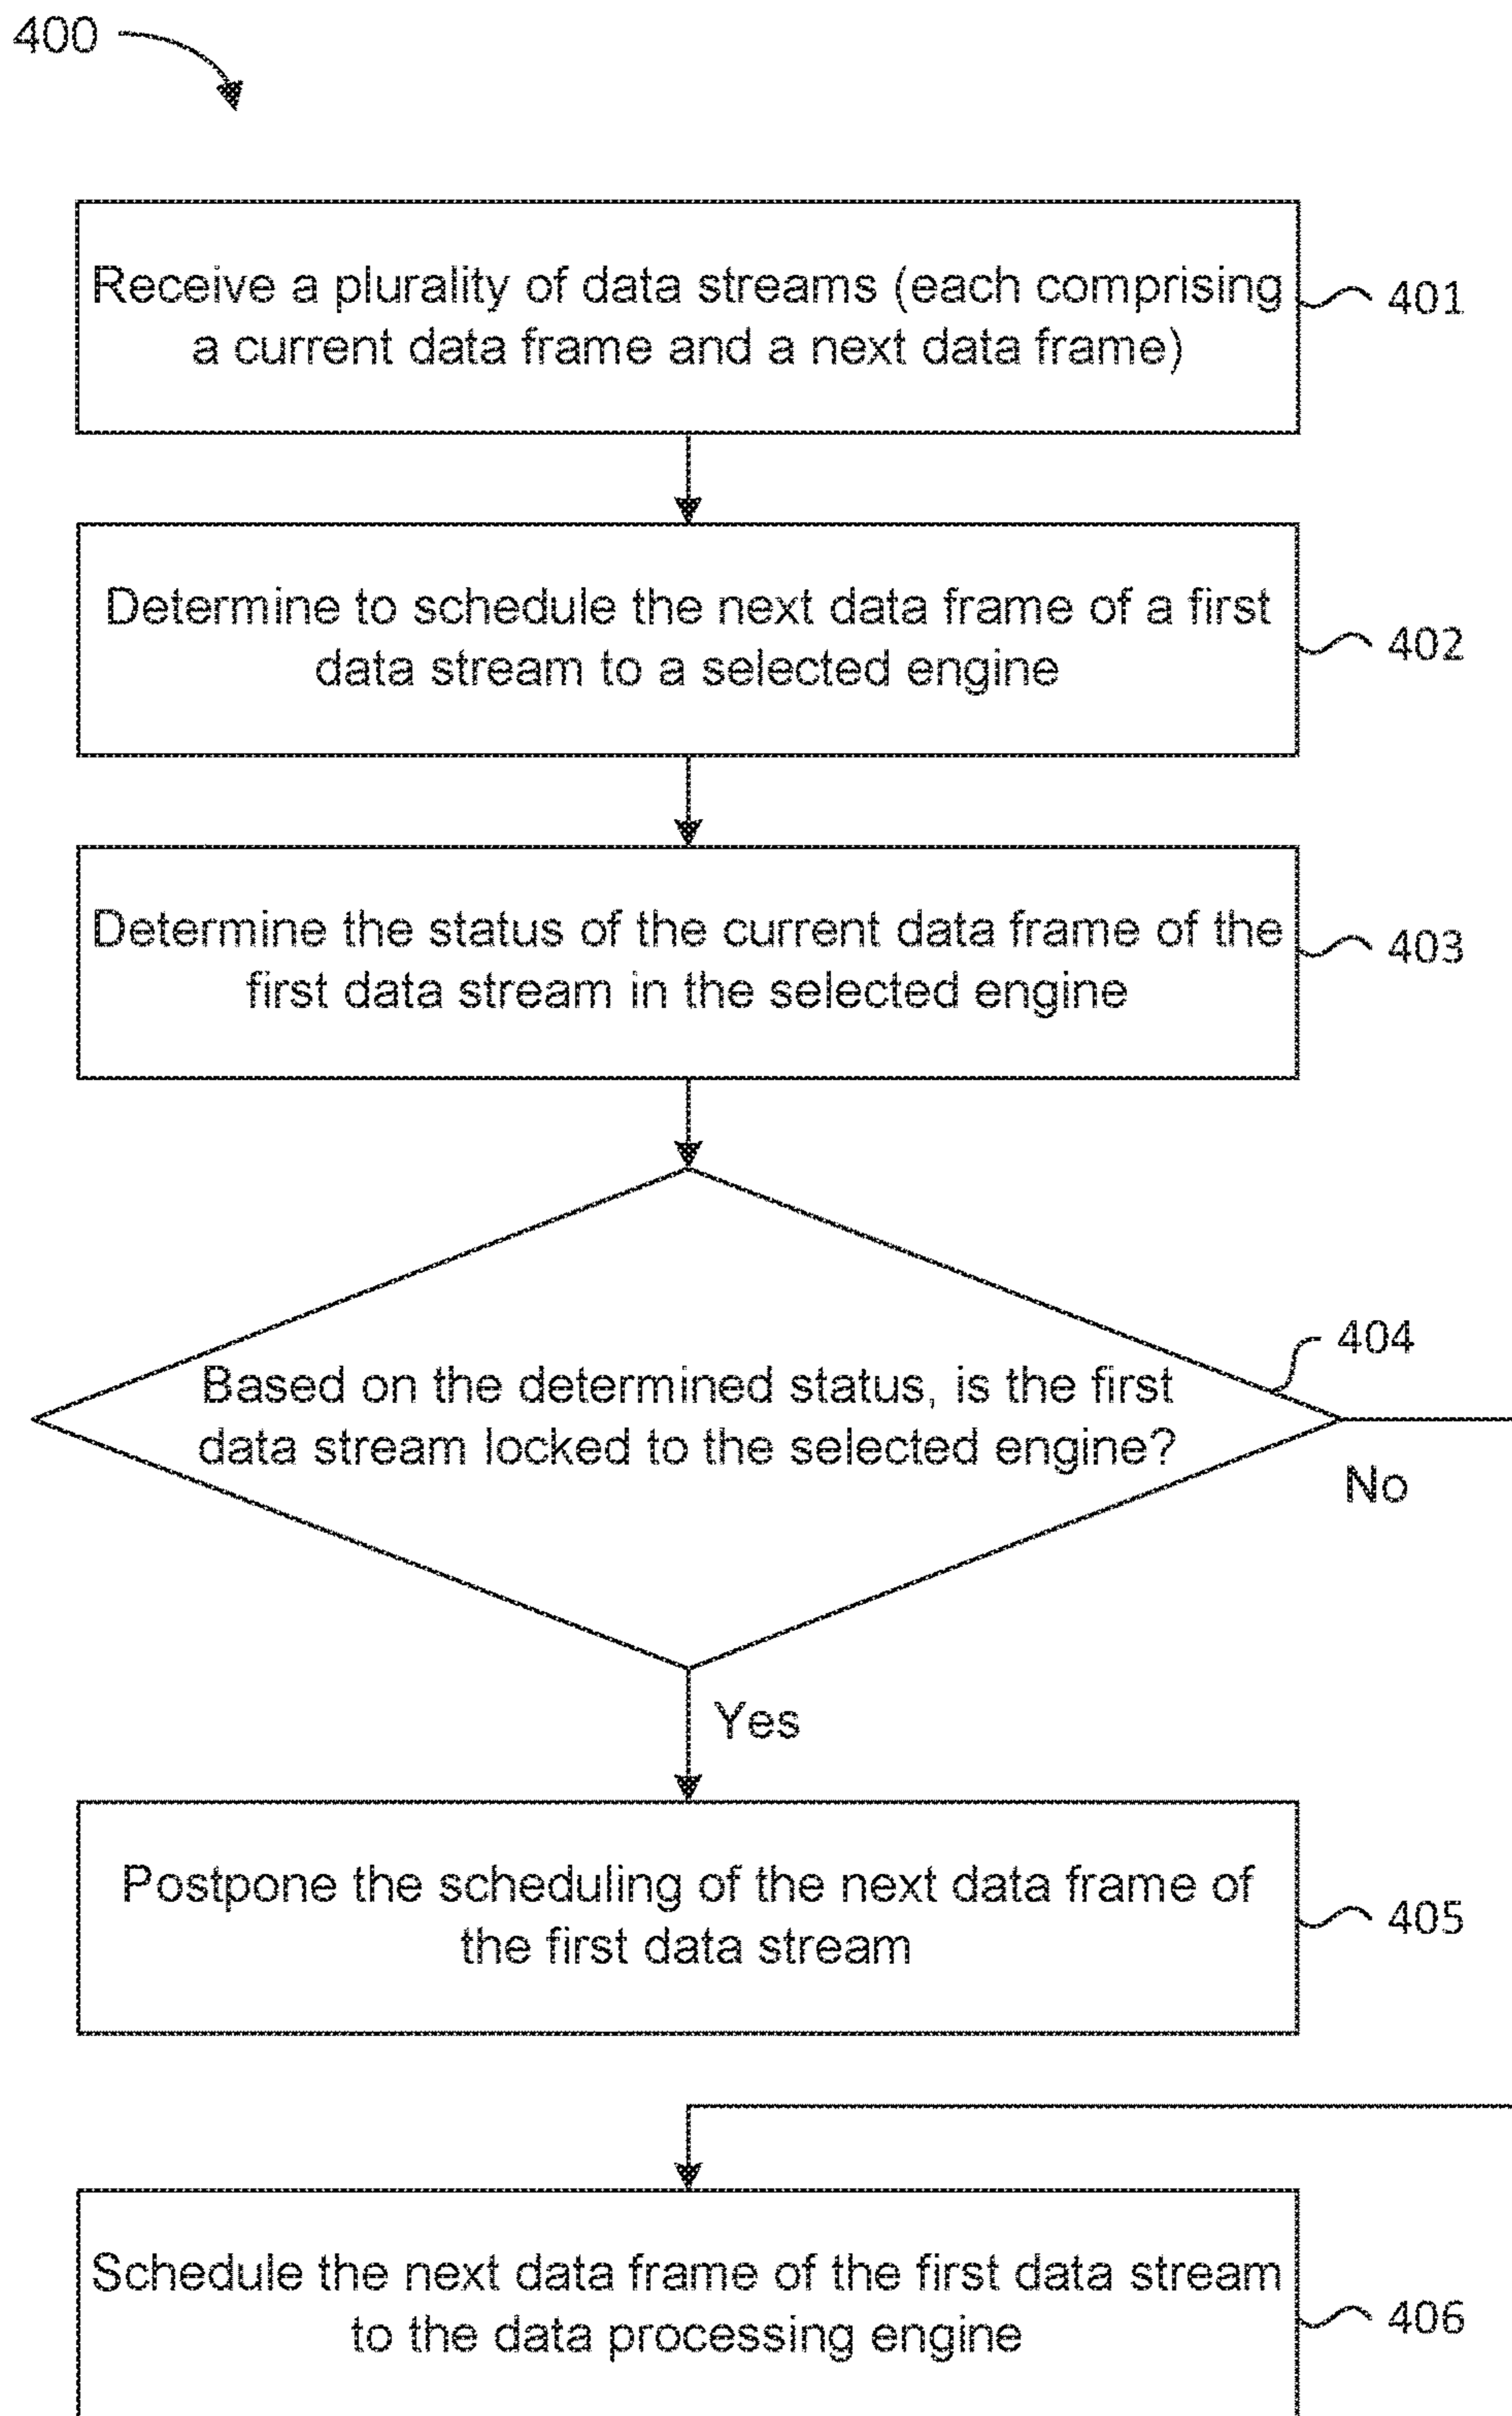 400
Receive a plurality of data streams (each comprising
a current data frame and a next data frame)
401
Determine to schedule the next data frame of a first
data stream to a selected engine
402
Determine the status of the current data frame of the
first data stream in the selected engine
403
404
Based on the determined status, is the first
data stream locked to the selected engine?
No
Yes
Postpone the scheduling of the next data frame of
the first data stream
405
Schedule the next data frame of the first data stream
to the data processing engine
406